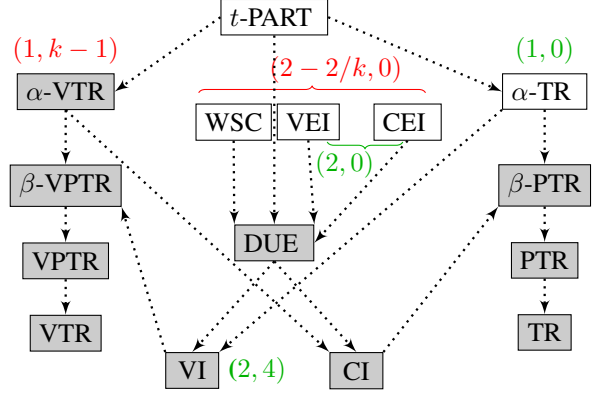 t-PART
(1, k − 1)
(2 − 2/k, 0)
(1, 0)
α-VTR
α-TR
WSC
VEI
CEI
(2, 0)
β-VPTR
β-PTR
DUE
VPTR
PTR
VTR
TR
VI
(2, 4)
CI